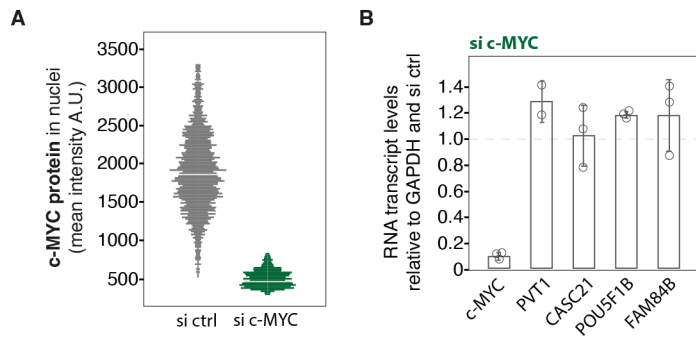 A
c-MYC protein in nuclei
(mean intensity A.U.)
3500
3000
2500
2000
1500
1000
500
si ctrl
si c-MYC
B
si c-MYC
RNA transcript levels
relative to GAPDH and si ctrl
1.4
1.2
1.0
0.8
0.6
0.4
0.2
0
c-MYC
PVT1
CASC21
POU5F1B
FAM84B